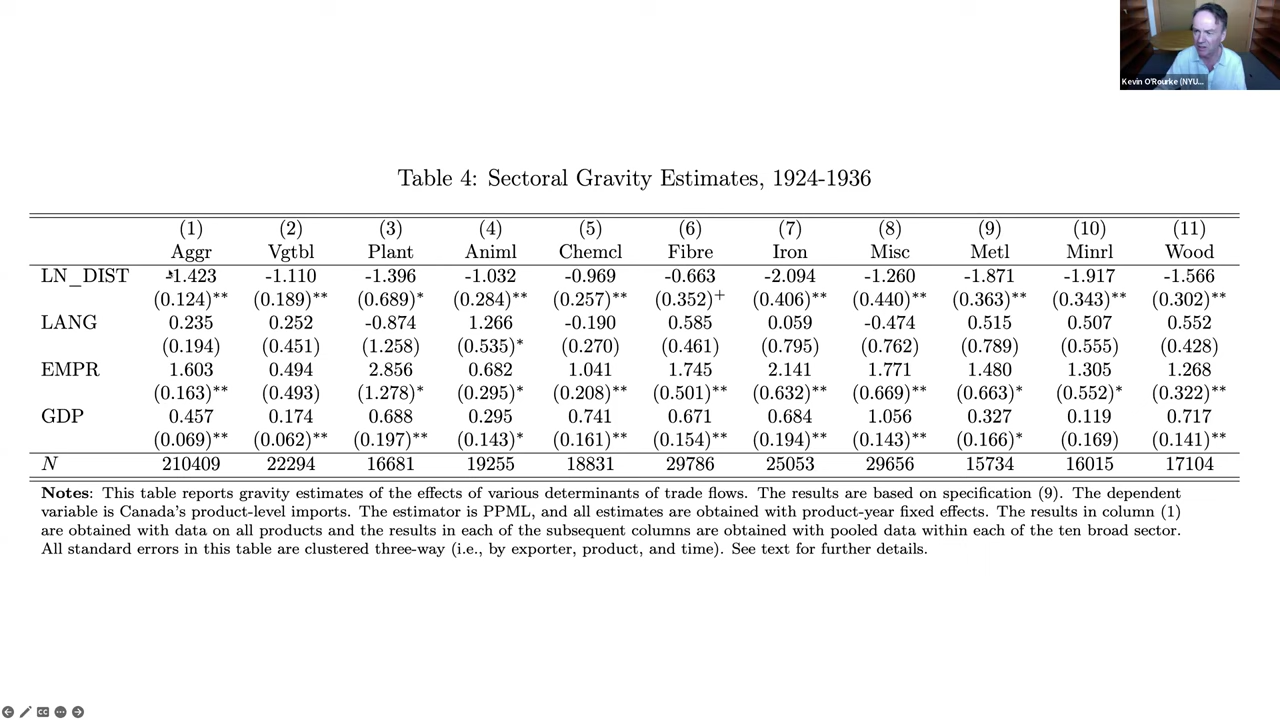 Kevin O'Rourke (NYU...
Table 4: Sectoral Gravity Estimates, 1924-1936
(1) (2) (3) (4) (5) (6) (7) (8) (9) (10) (11)
Aggr Vgtbl Plant Animl Chemcl Fibre Iron Misc Metl Minrl Wood
LN_DIST -1.423 -1.110 -1.396 -1.032 -0.969 -0.663 -2.094 -1.260 -1.871 -1.917 -1.566
(0.124)** (0.189)** (0.689)* (0.284)** (0.257)** (0.352)+ (0.406)** (0.440)** (0.363)** (0.343)** (0.302)**
LANG 0.235 0.252 -0.874 1.266 -0.190 0.585 0.059 -0.474 0.515 0.507 0.552
(0.194) (0.451) (1.258) (0.535)* (0.270) (0.461) (0.795) (0.762) (0.789) (0.555) (0.428)
EMPR 1.603 0.494 2.856 0.682 1.041 1.745 2.141 1.771 1.480 1.305 1.268
(0.163)** (0.493) (1.278)* (0.295)* (0.208)** (0.501)** (0.632)** (0.669)** (0.663)* (0.552)* (0.322)**
GDP 0.457 0.174 0.688 0.295 0.741 0.671 0.684 1.056 0.327 0.119 0.717
(0.069)** (0.062)** (0.197)** (0.143)* (0.161)** (0.154)** (0.194)** (0.143)** (0.166)* (0.169) (0.141)**
N 210409 22294 16681 19255 18831 29786 25053 29656 15734 16015 17104
Notes: This table reports gravity estimates of the effects of various determinants of trade flows. The results are based on specification (9). The dependent
variable is Canada's product-level imports. The estimator is PPML, and all estimates are obtained with product-year fixed effects. The results in column (1)
are obtained with data on all products and the results in each of the subsequent columns are obtained with pooled data within each of the ten broad sector.
All standard errors in this table are clustered three-way (i.e., by exporter, product, and time). See text for further details.
CC